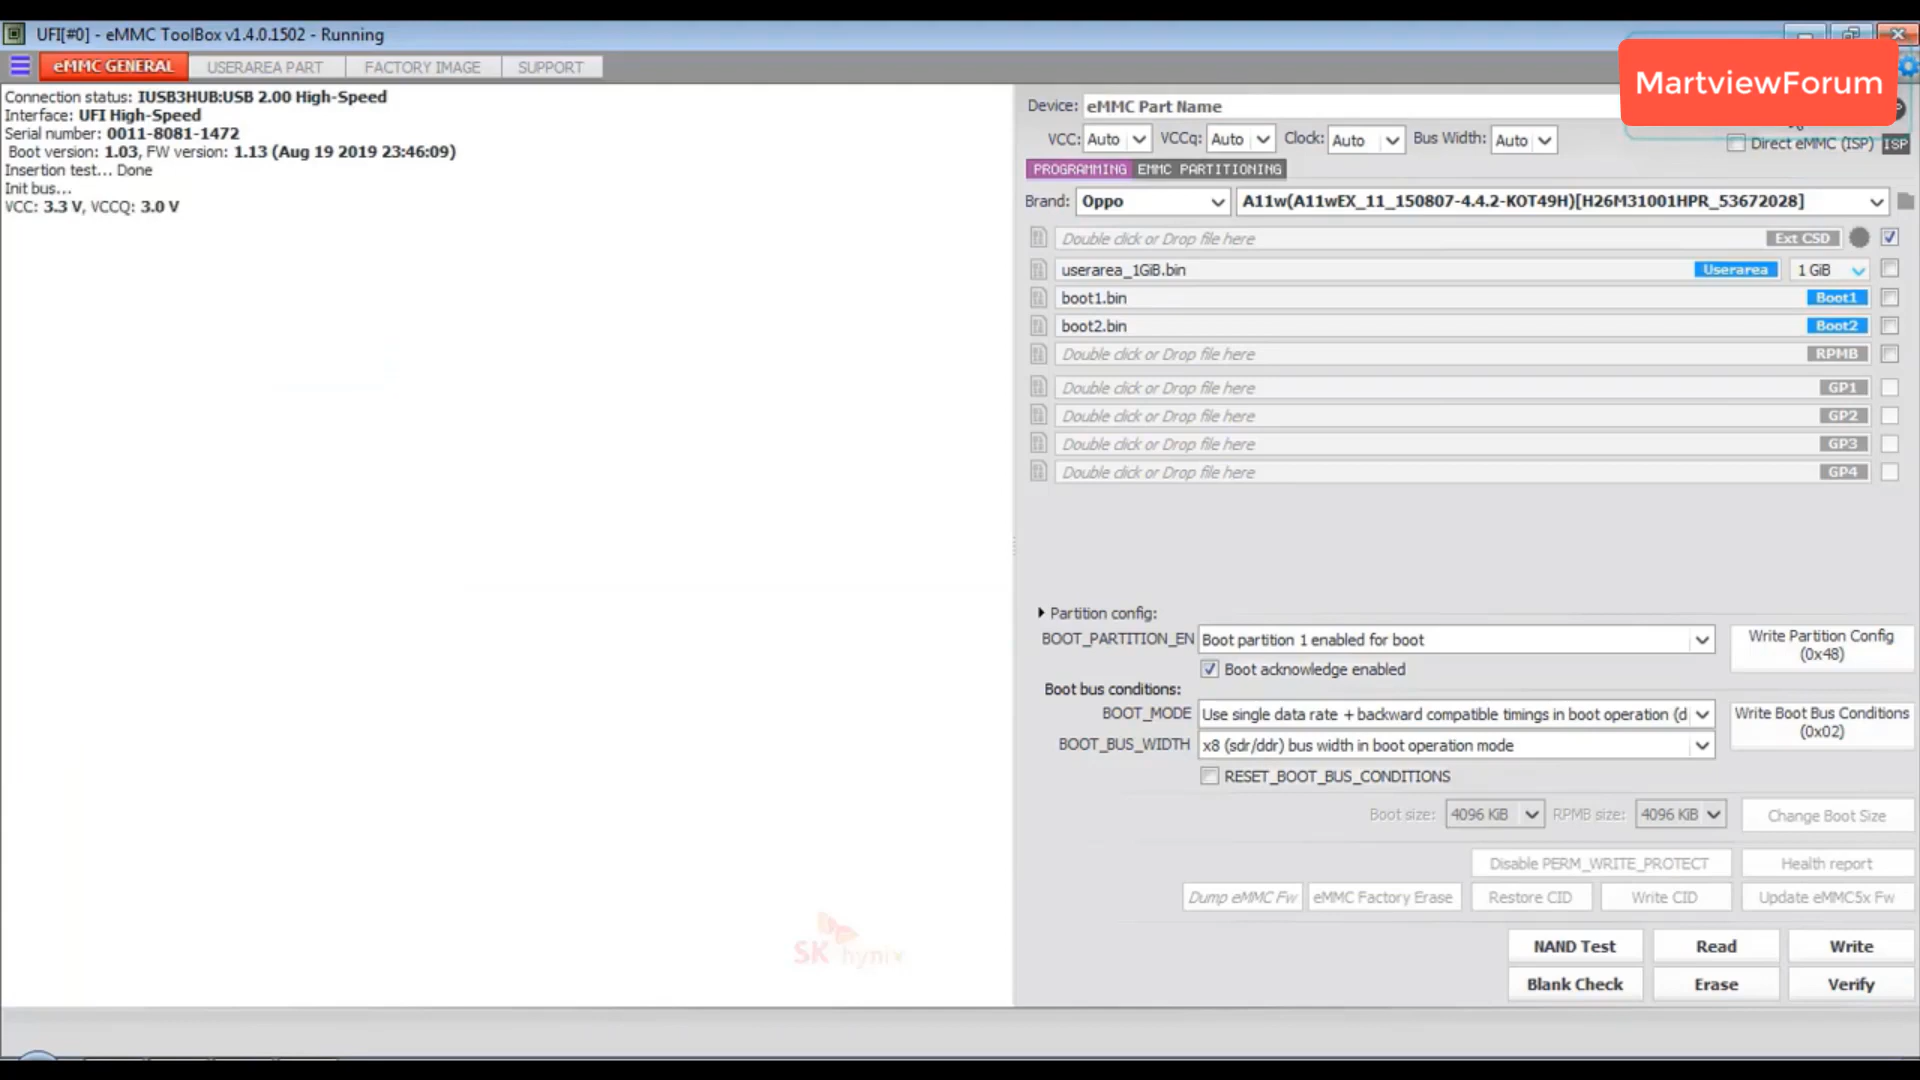 UFI[#0] - eMMC ToolBox v1.4.0.1502 - Running
MartviewForum
eMMC GENERAL USERAREA PART FACTORY IMAGE SUPPORT
Connection status: IUSB3HUB:USB 2.00 High-Speed
Interface: UFI High-Speed
Serial number: 0011-8081-1472
Boot version: 1.03, FW version: 1.13 (Aug 19 2019 23:46:09)
Insertion test... Done
Init bus...
VCC: 3.3 V, VCCQ: 3.0 V
SK hynix
Device: eMMC Part Name
VCC: Auto VCCq: Auto Clock: Auto Bus Width: Auto Direct eMMC (ISP) ISP
PROGRAMMING EMMC PARTITIONING
Brand: Oppo A11w(A11wEX_11_150807-4.4.2-KOT49H)[H26M31001HPR_53672028]
Double click or Drop file here Ext CSD
userarea_1GiB.bin Userarea 1 GiB
boot1.bin Boot1
boot2.bin Boot2
Double click or Drop file here RPMB
Double click or Drop file here GP1
Double click or Drop file here GP2
Double click or Drop file here GP3
Double click or Drop file here GP4
Partition config:
BOOT_PARTITION_EN Boot partition 1 enabled for boot
Write Partition Config
(0x48)
Boot acknowledge enabled
Boot bus conditions:
BOOT_MODE Use single data rate + backward compatible timings in boot operation (d
Write Boot Bus Conditions
(0x02)
BOOT_BUS_WIDTH x8 (sdr/ddr) bus width in boot operation mode
RESET_BOOT_BUS_CONDITIONS
Boot size: 4096 KiB RPMB size: 4096 KiB Change Boot Size
Disable PERM_WRITE_PROTECT Health report
Dump eMMC Fw eMMC Factory Erase Restore CID Write CID Update eMMC5x Fw
NAND Test Read Write
Blank Check Erase Verify